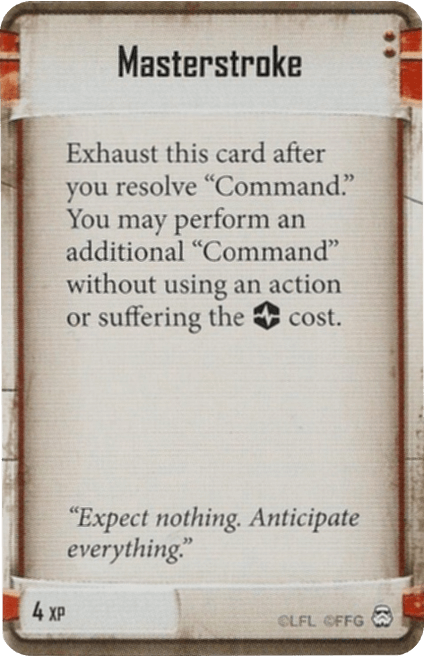 Masterstroke
Exhaust this card after
you resolve “Command.”
You may perform an
additional “Command”
without using an action
or suffering the cost.
“Expect nothing. Anticipate
everything.”
4 XP
©LFL ©FFG